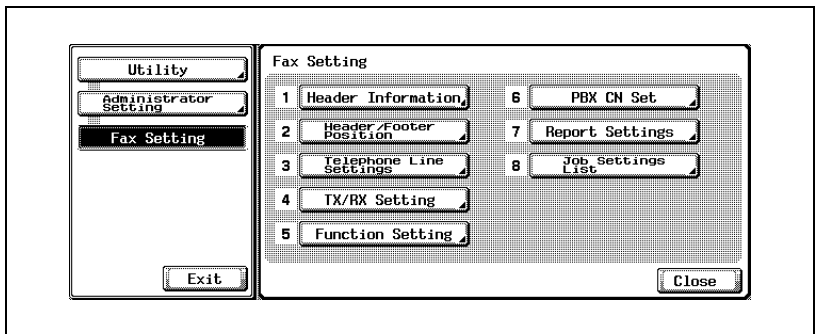 Utility
Administrator
Setting
Fax Setting
Exit
Fax Setting
1 Header Information
2 Header/Footer
Position
3 Telephone Line
Settings
4 TX/RX Setting
5 Function Setting
6 PBX CN Set
7 Report Settings
8 Job Settings
List
Close